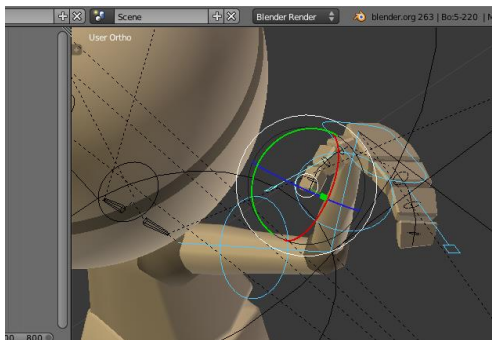 Scene
Blender Render
blender.org 263 | Bo:5-220 |
User Ortho
800